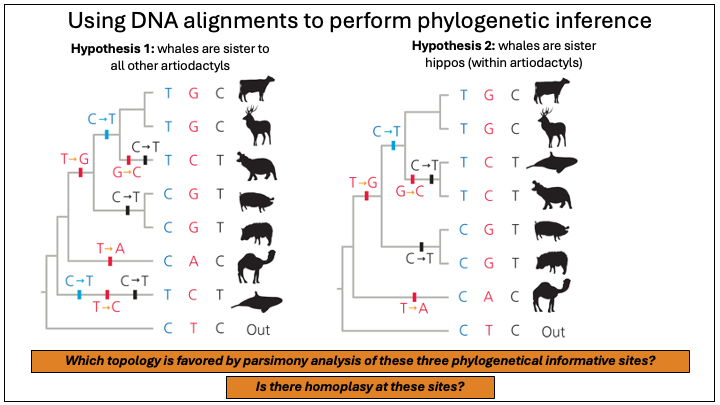 Using DNA alignments to perform phylogenetic inference
Hypothesis 1: whales are sister to
all other artiodactyls
T G C
C→T
T G C
C→T
T→G
T C T
G→C
C→T
C G T
C G T
T→A
C A C
C→T C→T
T C T
T→C
C T C Out
Hypothesis 2: whales are sister
hippos (within artiodactyls)
T G C
C→T
T G C
C→T
T C T
T→G
G→C
T C T
C G T
C→T
C G T
C A C
T→A
C T C Out
Which topology is favored by parsimony analysis of these three phylogenetical informative sites?
Is there homoplasy at these sites?